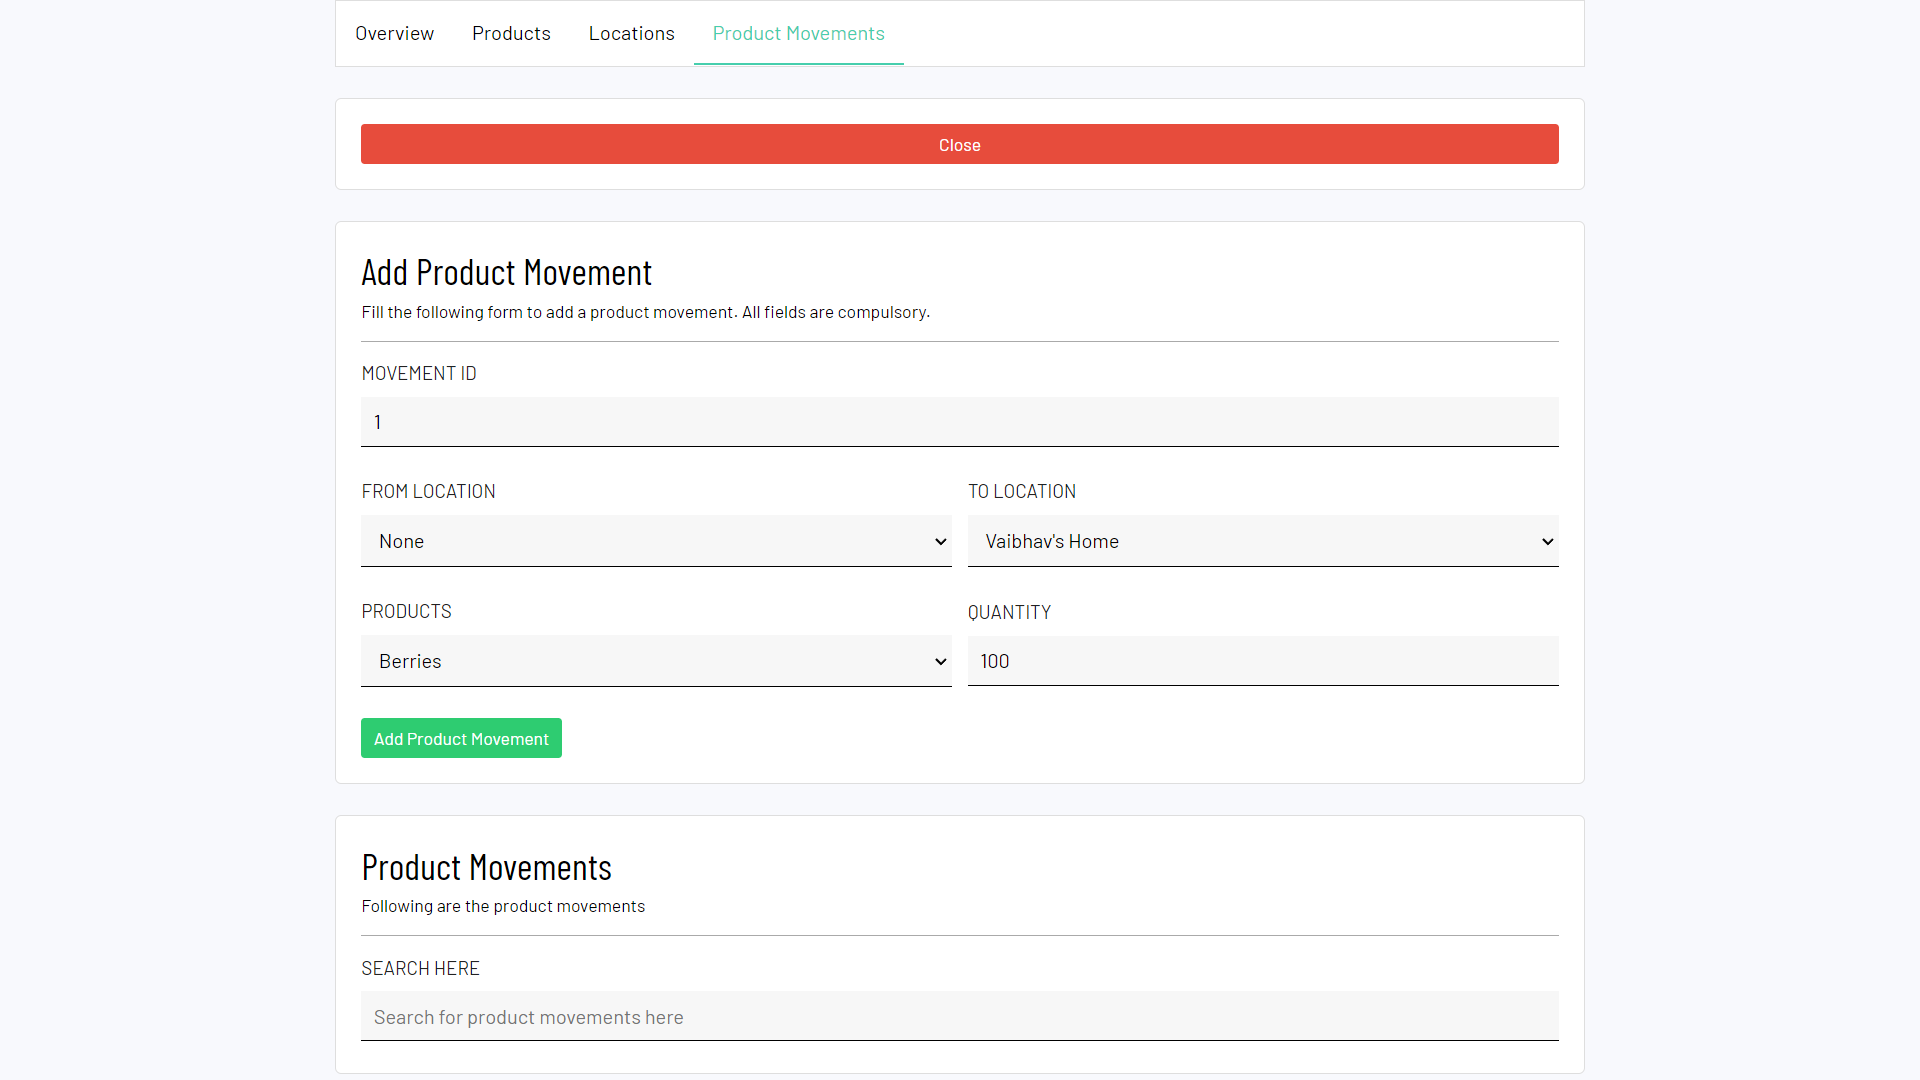 Overview Products Locations Product Movements
Close
Add Product Movement
Fill the following form to add a product movement. All fields are compulsory.
MOVEMENT ID
1
FROM LOCATION TO LOCATION
None Vaibhav's Home
PRODUCTS QUANTITY
Berries 100
Add Product Movement
Product Movements
Following are the product movements
SEARCH HERE
Search for product movements here